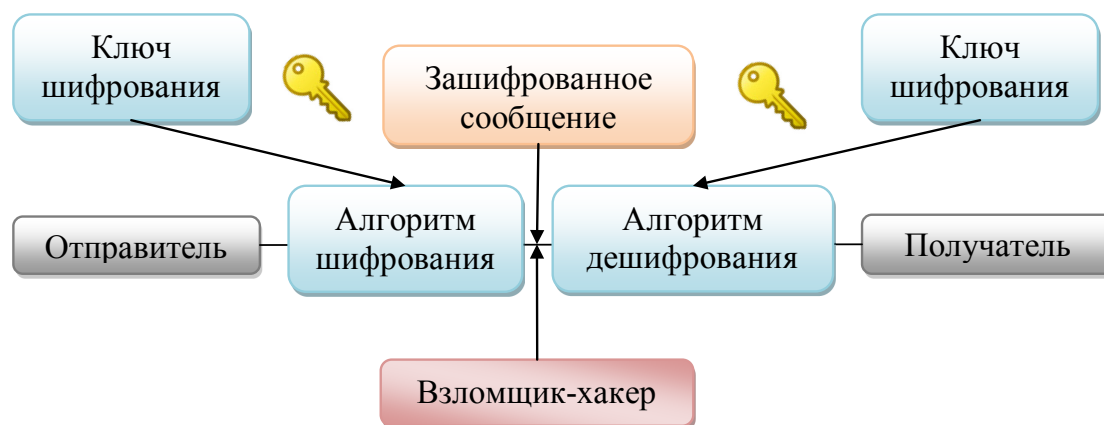 Ключ
шифрования
Зашифрованное
сообщение
Ключ
шифрования
Отправитель
Алгоритм
шифрования
Алгоритм
дешифрования
Получатель
Взломщик-хакер